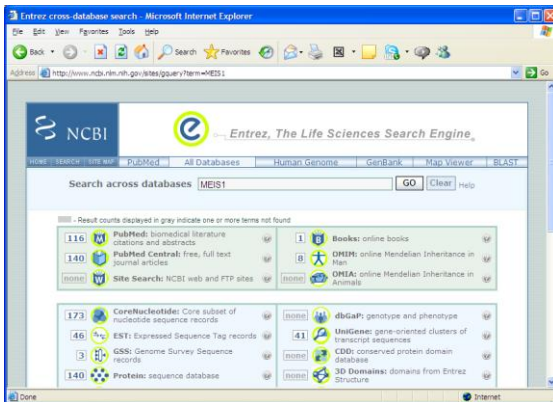 Entrez cross-database search - Microsoft Internet Explorer
File Edit View Favorites Tools Help
Back Search Favorites
Address http://www.ncbi.nlm.nih.gov/sites/gquery?term=MEIS1 Go
NCBI
Entrez, The Life Sciences Search Engine
HOME SEARCH SITE MAP PubMed All Databases Human Genome GenBank Map Viewer BLAST
Search across databases MEIS1 GO Clear Help
- Result counts displayed in gray indicate one or more terms not found
116 PubMed: biomedical literature citations and abstracts
140 PubMed Central: free, full text journal articles
none Site Search: NCBI web and FTP sites
1 Books: online books
8 OMIM: online Mendelian Inheritance in Man
none OMIA: online Mendelian Inheritance in Animals
173 CoreNucleotide: Core subset of nucleotide sequence records
46 EST: Expressed Sequence Tag records
3 GSS: Genome Survey Sequence records
140 Protein: sequence database
none dbGaP: genotype and phenotype
41 UniGene: gene-oriented clusters of transcript sequences
none CDD: conserved protein domain database
none 3D Domains: domains from Entrez Structure
Done Internet